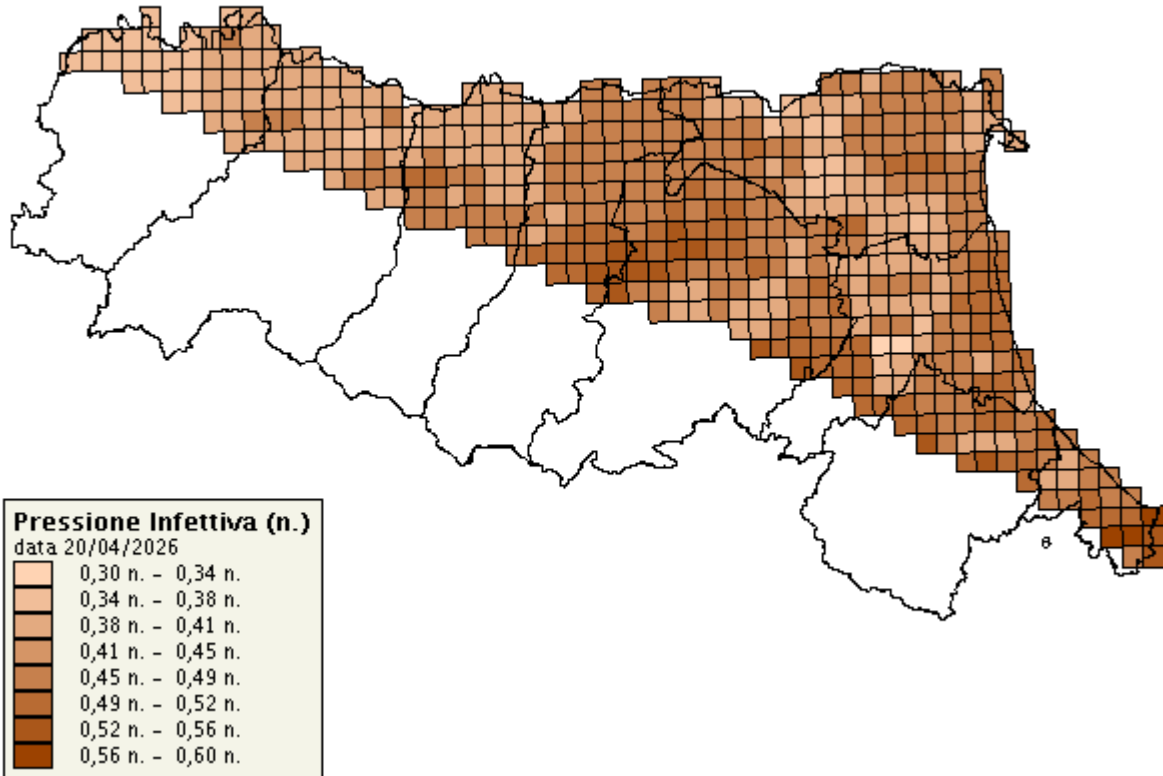 Pressione Infettiva (n.)
data 20/04/2026
0,30 n. - 0,34 n.
0,34 n. - 0,38 n.
0,38 n. - 0,41 n.
0,41 n. - 0,45 n.
0,45 n. - 0,49 n.
0,49 n. - 0,52 n.
0,52 n. - 0,56 n.
0,56 n. - 0,60 n.